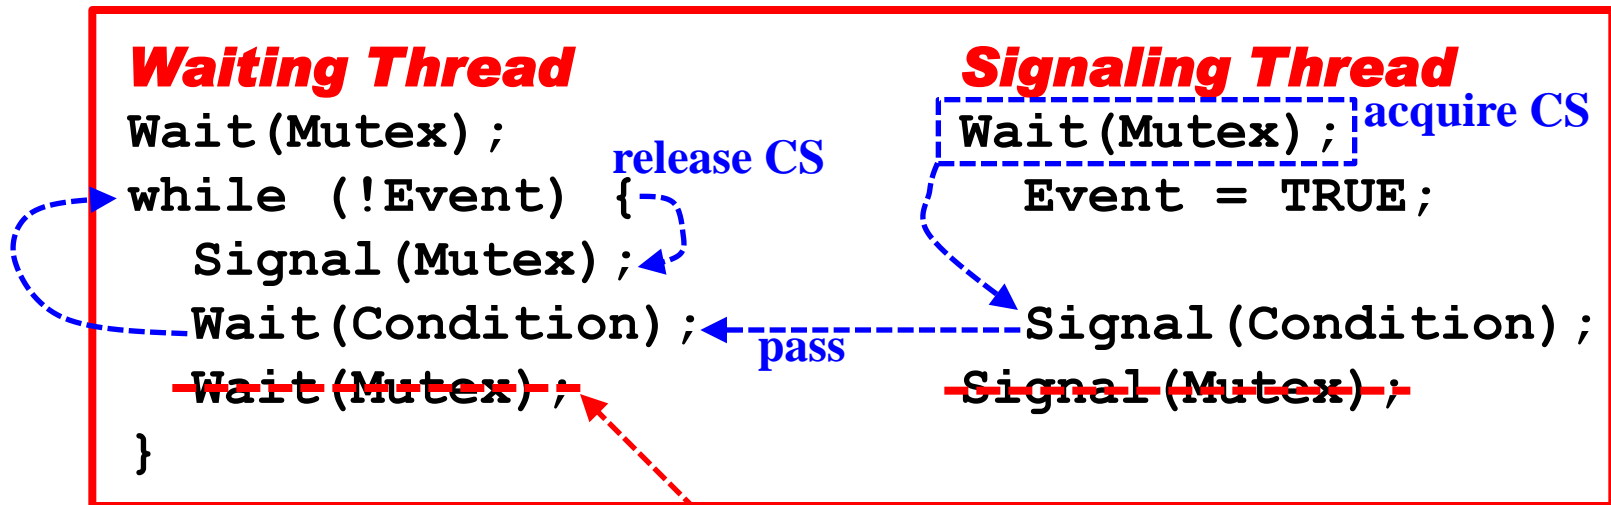 Waiting Thread
Wait(Mutex);
while (!Event) {
Signal(Mutex);
Wait(Condition);
Wait(Mutex);
}
release CS
pass
Signaling Thread
Wait(Mutex);
acquire CS
Event = TRUE;
Signal(Condition);
Signal(Mutex);